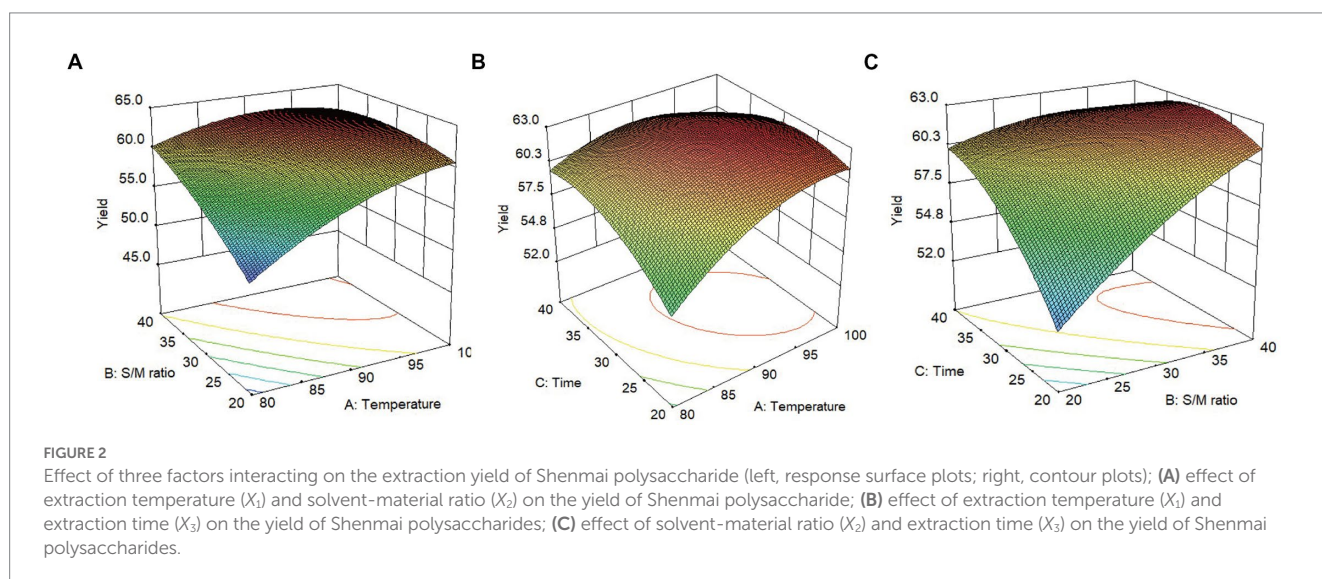 A
B
C
65.0
60.0
55.0
50.0
45.0
Yield
40
35
30
25
20
B: S/M ratio
80
85
90
95
10
A: Temperature
63.0
60.3
57.5
54.8
52.0
Yield
40
35
30
25
20
C: Time
80
85
90
95
100
A: Temperature
63.0
60.3
57.5
54.8
52.0
Yield
40
35
30
25
20
C: Time
20
25
30
35
40
B: S/M ratio
FIGURE 2
Effect of three factors interacting on the extraction yield of Shenmai polysaccharide (left, response surface plots; right, contour plots); (A) effect of
extraction temperature (X₁) and solvent-material ratio (X₂) on the yield of Shenmai polysaccharide; (B) effect of extraction temperature (X₁) and
extraction time (X₃) on the yield of Shenmai polysaccharides; (C) effect of solvent-material ratio (X₂) and extraction time (X₃) on the yield of Shenmai
polysaccharides.